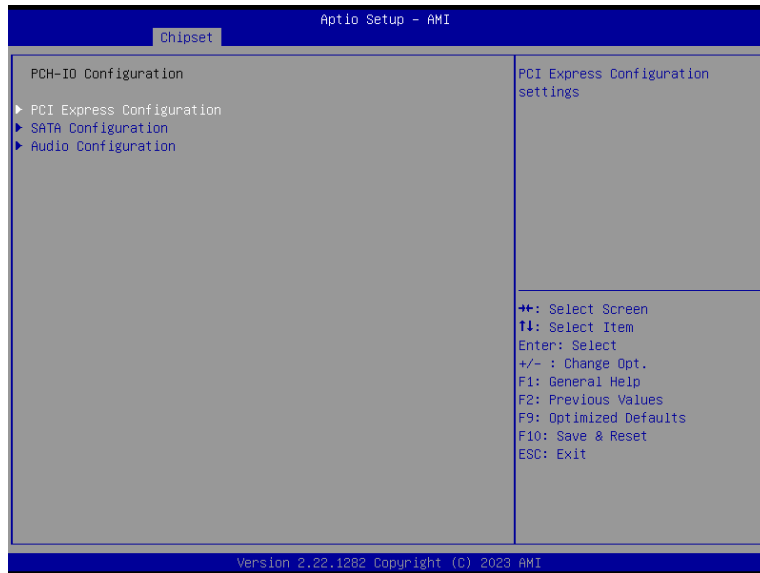 Aptio Setup – AMI
Chipset
PCH-IO Configuration
PCI Express Configuration
SATA Configuration
Audio Configuration
PCI Express Configuration
settings
→←: Select Screen
↑↓: Select Item
Enter: Select
+/- : Change Opt.
F1: General Help
F2: Previous Values
F9: Optimized Defaults
F10: Save & Reset
ESC: Exit
Version 2.22.1282 Copyright (C) 2023 AMI